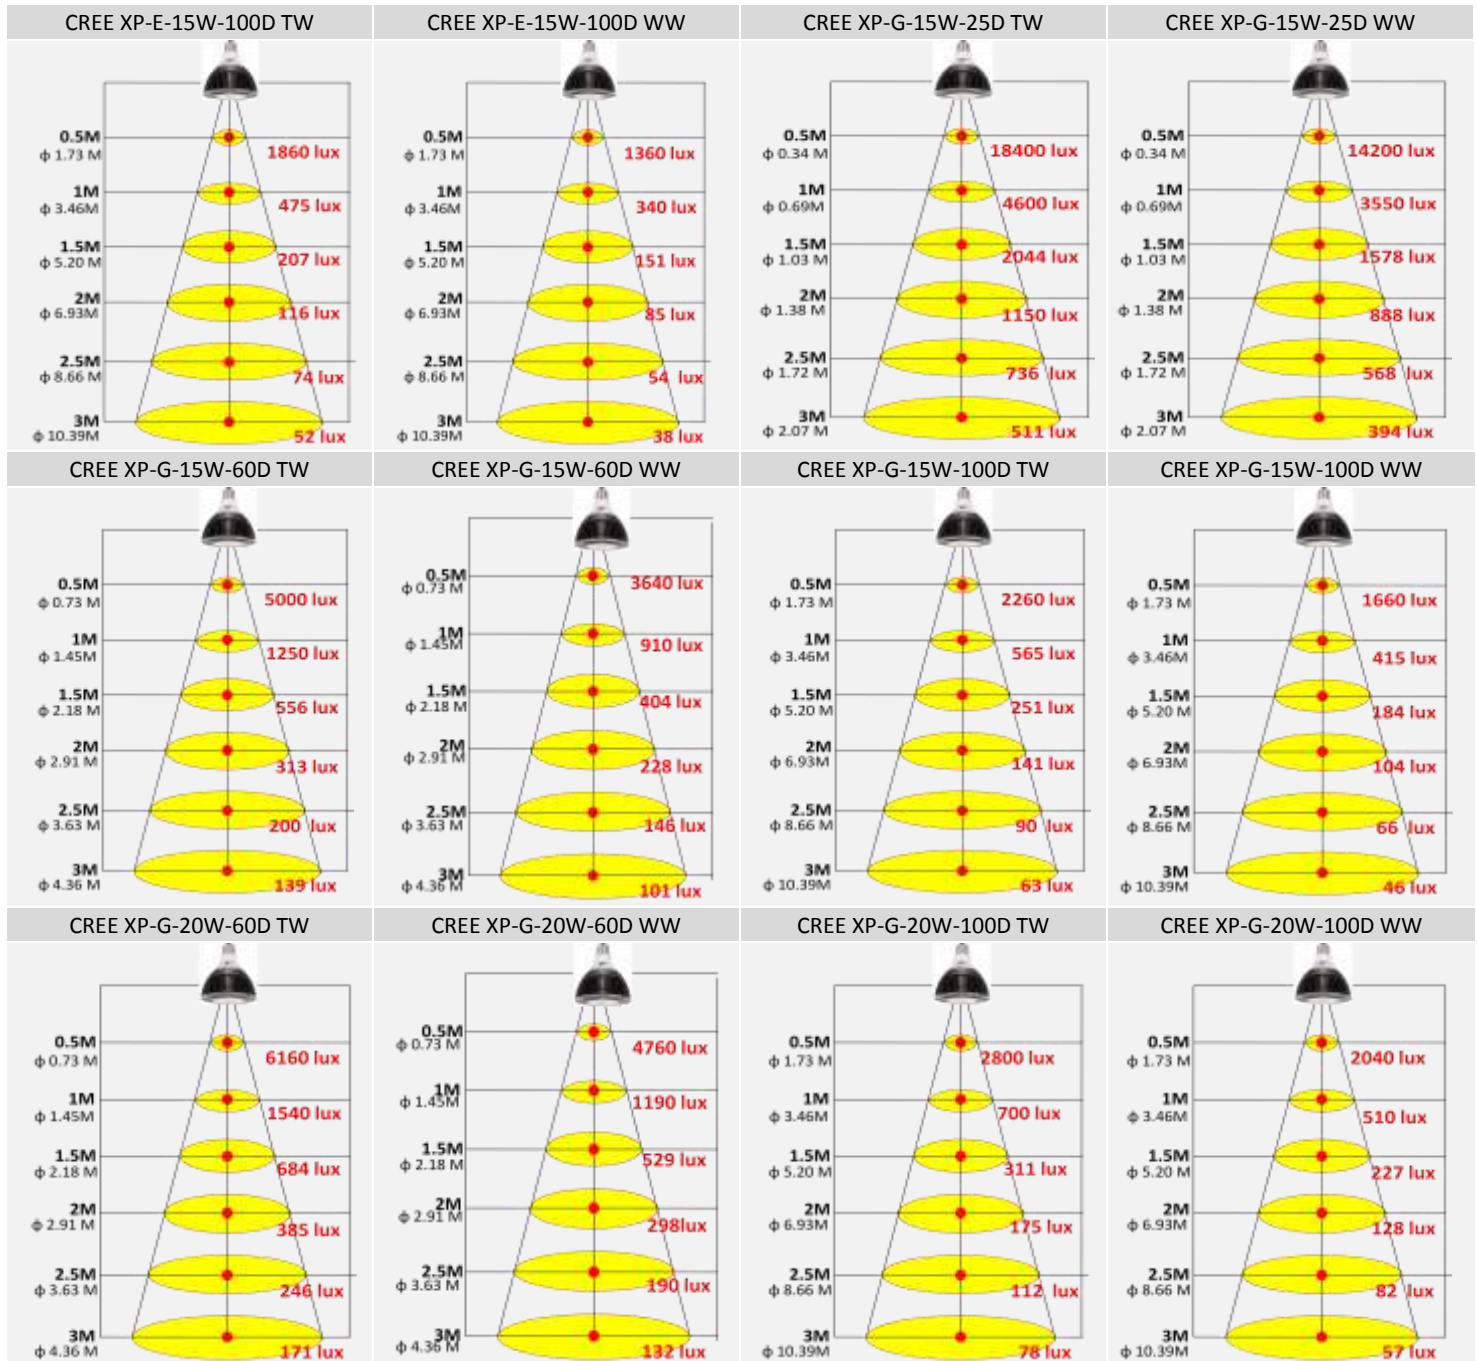 CREE XP-E-15W-100D TW
0.5M
ϕ 1.73 M
1860 lux
1M
ϕ 3.46M
475 lux
1.5M
ϕ 5.20 M
207 lux
2M
ϕ 6.93M
116 lux
2.5M
ϕ 8.66 M
74 lux
3M
ϕ 10.39M
52 lux
CREE XP-E-15W-100D WW
0.5M
ϕ 1.73 M
1360 lux
1M
ϕ 3.46M
340 lux
1.5M
ϕ 5.20 M
151 lux
2M
ϕ 6.93M
85 lux
2.5M
ϕ 8.66 M
54 lux
3M
ϕ 10.39M
38 lux
CREE XP-G-15W-25D TW
0.5M
ϕ 0.34 M
18400 lux
1M
ϕ 0.69M
4600 lux
1.5M
ϕ 1.03 M
2044 lux
2M
ϕ 1.38 M
1150 lux
2.5M
ϕ 1.72 M
736 lux
3M
ϕ 2.07 M
511 lux
CREE XP-G-15W-25D WW
0.5M
ϕ 0.34 M
14200 lux
1M
ϕ 0.69M
3550 lux
1.5M
ϕ 1.03 M
1578 lux
2M
ϕ 1.38 M
888 lux
2.5M
ϕ 1.72 M
568 lux
3M
ϕ 2.07 M
394 lux
CREE XP-G-15W-60D TW
0.5M
ϕ 0.73 M
5000 lux
1M
ϕ 1.45M
1250 lux
1.5M
ϕ 2.18 M
556 lux
2M
ϕ 2.91 M
313 lux
2.5M
ϕ 3.63 M
200 lux
3M
ϕ 4.36 M
139 lux
CREE XP-G-15W-60D WW
0.5M
ϕ 0.73 M
3640 lux
1M
ϕ 1.45M
910 lux
1.5M
ϕ 2.18 M
404 lux
2M
ϕ 2.91 M
228 lux
2.5M
ϕ 3.63 M
146 lux
3M
ϕ 4.36 M
101 lux
CREE XP-G-15W-100D TW
0.5M
ϕ 1.73 M
2260 lux
1M
ϕ 3.46M
565 lux
1.5M
ϕ 5.20 M
251 lux
2M
ϕ 6.93M
141 lux
2.5M
ϕ 8.66 M
90 lux
3M
ϕ 10.39M
63 lux
CREE XP-G-15W-100D WW
0.5M
ϕ 1.73 M
1660 lux
1M
ϕ 3.46M
415 lux
1.5M
ϕ 5.20 M
184 lux
2M
ϕ 6.93M
104 lux
2.5M
ϕ 8.66 M
66 lux
3M
ϕ 10.39M
46 lux
CREE XP-G-20W-60D TW
0.5M
ϕ 0.73 M
6160 lux
1M
ϕ 1.45M
1540 lux
1.5M
ϕ 2.18 M
684 lux
2M
ϕ 2.91 M
385 lux
2.5M
ϕ 3.63 M
246 lux
3M
ϕ 4.36 M
171 lux
CREE XP-G-20W-60D WW
0.5M
ϕ 0.73 M
4760 lux
1M
ϕ 1.45M
1190 lux
1.5M
ϕ 2.18 M
529 lux
2M
ϕ 2.91 M
298lux
2.5M
ϕ 3.63 M
190 lux
3M
ϕ 4.36 M
132 lux
CREE XP-G-20W-100D TW
0.5M
ϕ 1.73 M
2800 lux
1M
ϕ 3.46M
700 lux
1.5M
ϕ 5.20 M
311 lux
2M
ϕ 6.93M
175 lux
2.5M
ϕ 8.66 M
112 lux
3M
ϕ 10.39M
78 lux
CREE XP-G-20W-100D WW
0.5M
ϕ 1.73 M
2040 lux
1M
ϕ 3.46M
510 lux
1.5M
ϕ 5.20 M
227 lux
2M
ϕ 6.93M
128 lux
2.5M
ϕ 8.66 M
82 lux
3M
ϕ 10.39M
57 lux